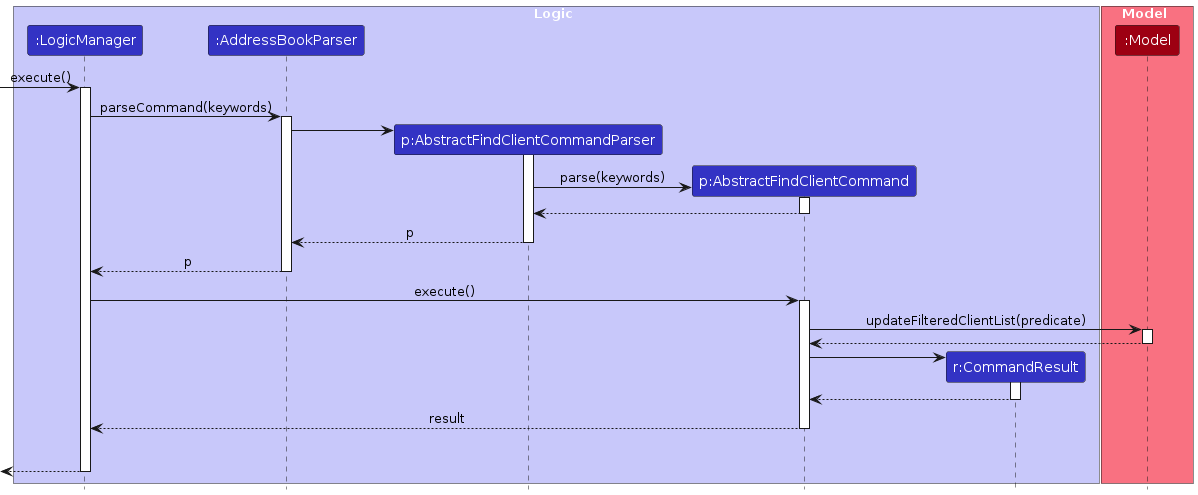 Logic
Model
:LogicManager
:AddressBookParser
:Model
execute()
parseCommand(keywords)
p:AbstractFindClientCommandParser
parse(keywords)
p:AbstractFindClientCommand
p
p
execute()
updateFilteredClientList(predicate)
r:CommandResult
result